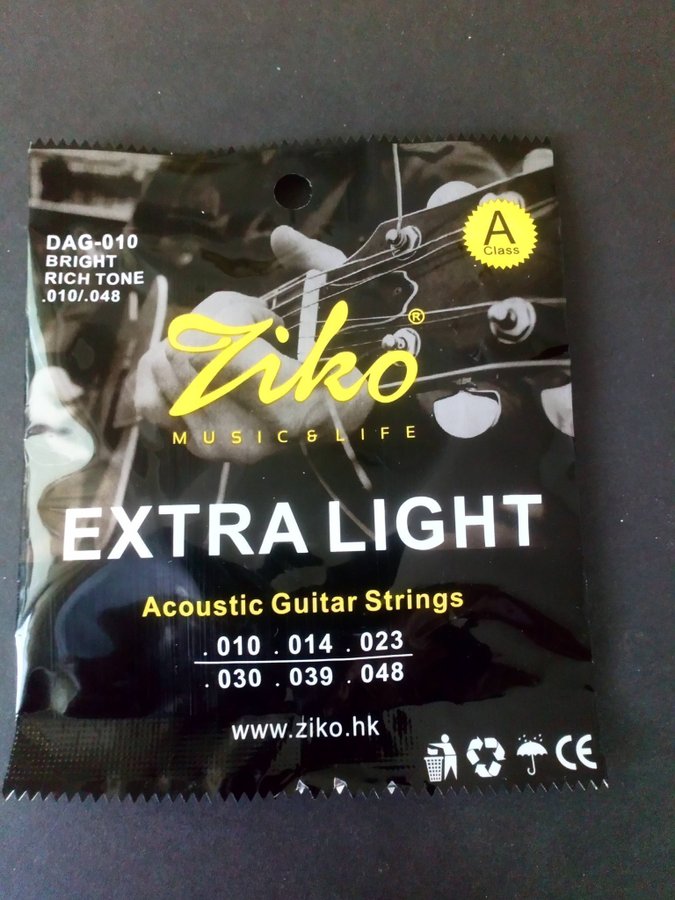 DAG-010
BRIGHT
RICH TONE
.010/.048
A
Class
Ziko®
MUSIC & LIFE
EXTRA LIGHT
Acoustic Guitar Strings
.010 .014 .023
.030 .039 .048
www.ziko.hk
CE